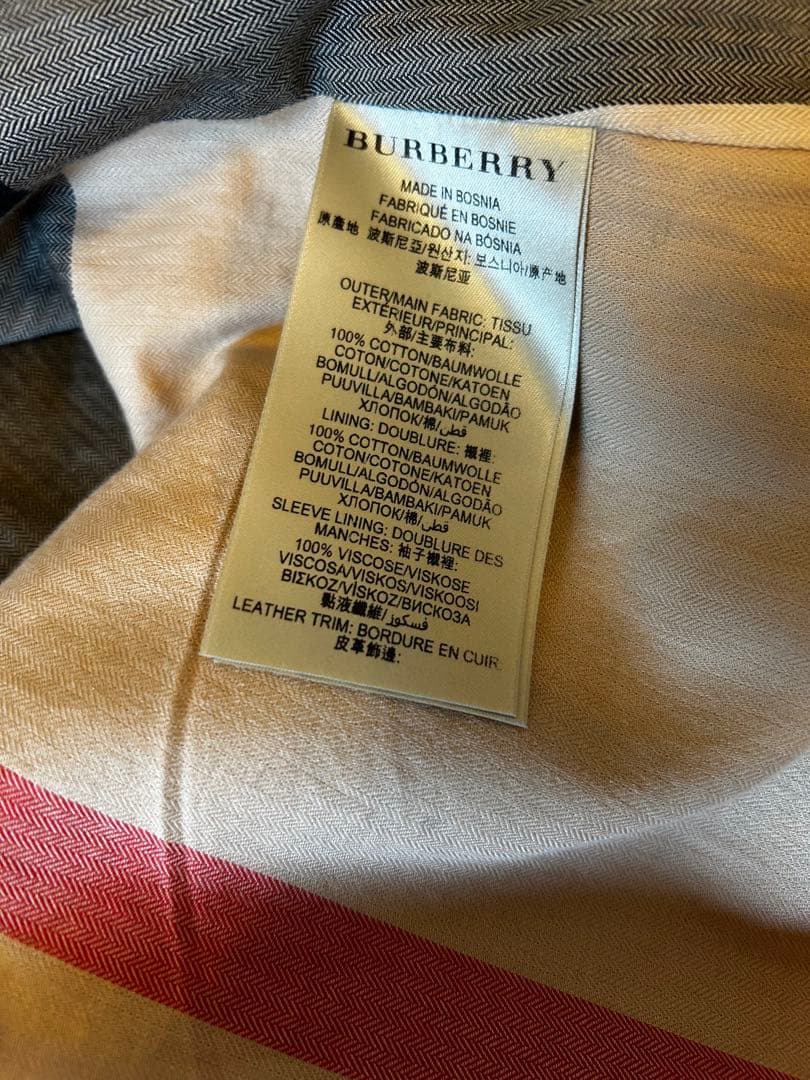 BURBERRY
MADE IN BOSNIA
FABRIQUÉ EN BOSNIE
FABRICADO NA BÓSNIA
原產地 波斯尼亞/원산지: 보스니아/原产地
波斯尼亚
OUTER/MAIN FABRIC: TISSU
EXTÉRIEUR/PRINCIPAL:
外部/主要布料:
100% COTTON/BAUMWOLLE
COTON/COTONE/KATOEN
BOMULL/ALGODÓN/ALGODÃO
PUUVILLA/BAMBAKI/PAMUK
ХЛОПОК/棉/قطن
LINING: DOUBLURE: 襯裡:
100% COTTON/BAUMWOLLE
COTON/COTONE/KATOEN
BOMULL/ALGODÓN/ALGODÃO
PUUVILLA/BAMBAKI/PAMUK
ХЛОПОК/棉/قطن
SLEEVE LINING: DOUBLURE DES
MANCHES: 袖子襯裡:
100% VISCOSE/VISKOSE
VISCOSA/VISKOS/VISKOOSI
ΒΙΣΚΟΖ/VİSKOZ/ВИСКОЗА
黏液纖維/فسكوز
LEATHER TRIM: BORDURE EN CUIR:
皮革飾邊: